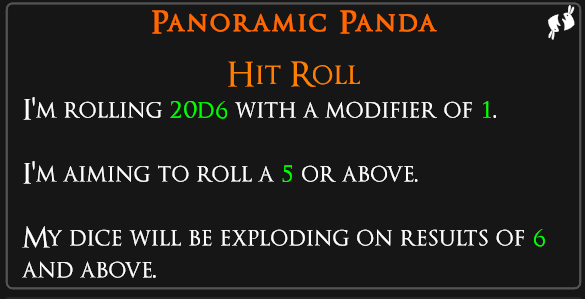 Panoramic Panda
Hit Roll
I'm rolling 20d6 with a modifier of 1.
I'm aiming to roll a 5 or above.
My dice will be exploding on results of 6
and above.